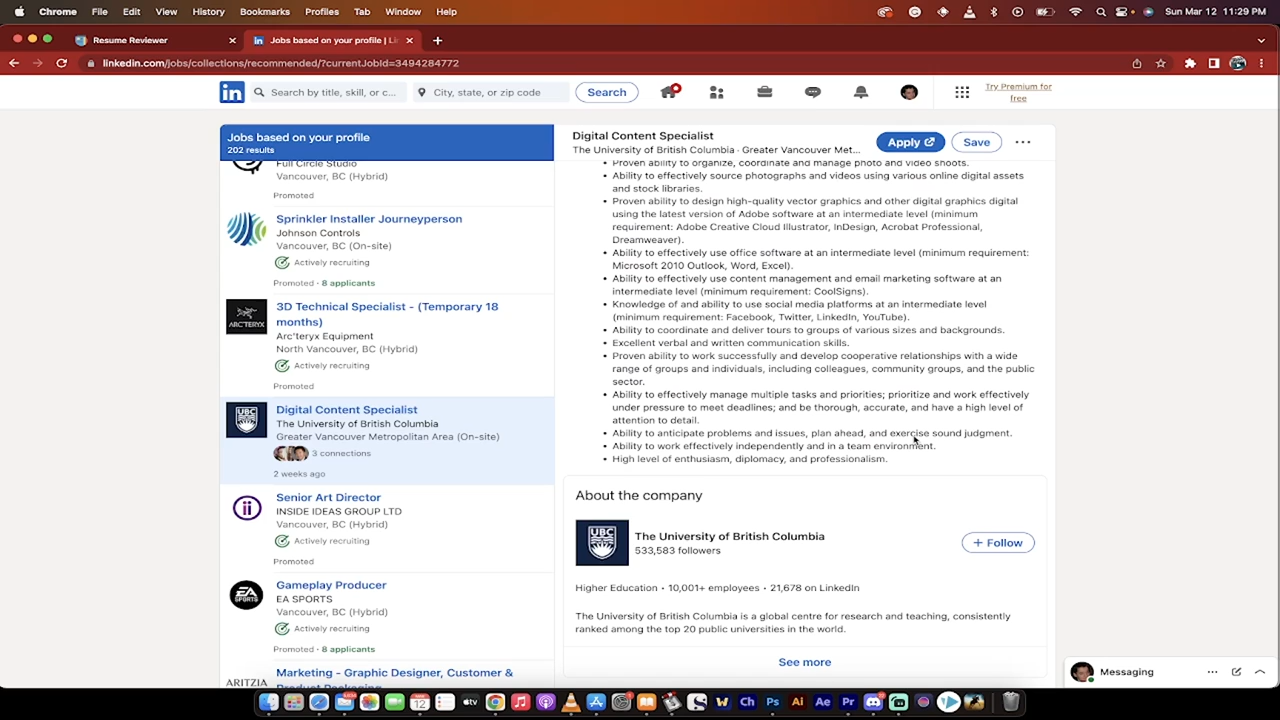 Chrome File Edit View History Bookmarks Profiles Tab Window Help
Sun Mar 12 11:29 PM
Resume Reviewer
Jobs based on your profile | Li
linkedin.com/jobs/collections/recommended/?currentJobId=3494284772
in
Search by title, skill, or c...
City, state, or zip code
Search
Try Premium for
free
Jobs based on your profile
202 results
Full Circle Studio
Vancouver, BC (Hybrid)
Promoted
Sprinkler Installer Journeyperson
Johnson Controls
Vancouver, BC (On-site)
Actively recruiting
Promoted · 8 applicants
ARC'TERYX
3D Technical Specialist - (Temporary 18
months)
Arc'teryx Equipment
North Vancouver, BC (Hybrid)
Actively recruiting
Promoted
UBC
Digital Content Specialist
The University of British Columbia
Greater Vancouver Metropolitan Area (On-site)
3 connections
2 weeks ago
Senior Art Director
INSIDE IDEAS GROUP LTD
Vancouver, BC (Hybrid)
Actively recruiting
Promoted
EA SPORTS
Gameplay Producer
EA SPORTS
Vancouver, BC (Hybrid)
Actively recruiting
Promoted · 8 applicants
ARITZIA
Marketing - Graphic Designer, Customer &
Product Packaging
Digital Content Specialist
The University of British Columbia · Greater Vancouver Met...
Apply
Save
• Proven ability to organize, coordinate and manage photo and video shoots.
• Ability to effectively source photographs and videos using various online digital assets
and stock libraries.
• Proven ability to design high-quality vector graphics and other digital graphics digital
using the latest version of Adobe software at an intermediate level (minimum
requirement: Adobe Creative Cloud Illustrator, InDesign, Acrobat Professional,
Dreamweaver).
• Ability to effectively use office software at an intermediate level (minimum requirement:
Microsoft 2010 Outlook, Word, Excel).
• Ability to effectively use content management and email marketing software at an
intermediate level (minimum requirement: CoolSigns).
• Knowledge of and ability to use social media platforms at an intermediate level
(minimum requirement: Facebook, Twitter, LinkedIn, YouTube).
• Ability to coordinate and deliver tours to groups of various sizes and backgrounds.
• Excellent verbal and written communication skills.
• Proven ability to work successfully and develop cooperative relationships with a wide
range of groups and individuals, including colleagues, community groups, and the public
sector.
• Ability to effectively manage multiple tasks and priorities; prioritize and work effectively
under pressure to meet deadlines; and be thorough, accurate, and have a high level of
attention to detail.
• Ability to anticipate problems and issues, plan ahead, and exercise sound judgment.
• Ability to work effectively independently and in a team environment.
• High level of enthusiasm, diplomacy, and professionalism.
About the company
UBC
The University of British Columbia
533,583 followers
+ Follow
Higher Education • 10,001+ employees • 21,678 on LinkedIn
The University of British Columbia is a global centre for research and teaching, consistently
ranked among the top 20 public universities in the world.
See more
Messaging
tv
S W Ch Ps Ai Ae Pr